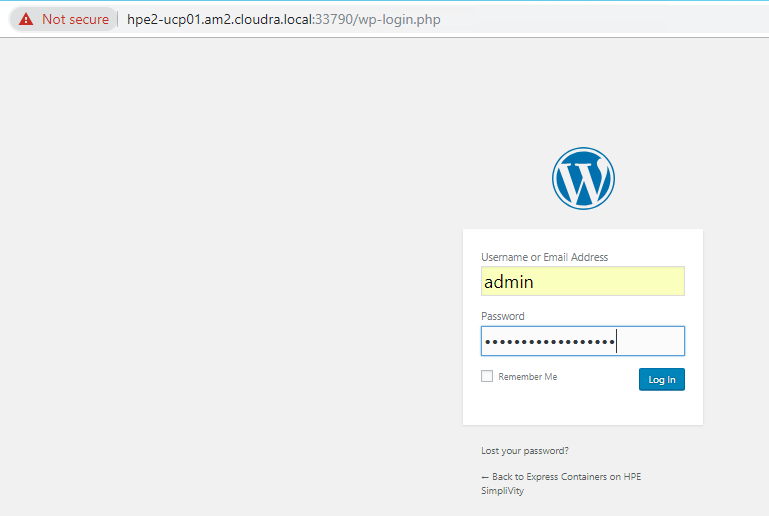 Not secure hpe2-ucp01.am2.cloudra.local:33790/wp-login.php
W
Username or Email Address
admin
Password
••••••••••••••••••
Remember Me
Log In
Lost your password?
← Back to Express Containers on HPE
SimpliVity